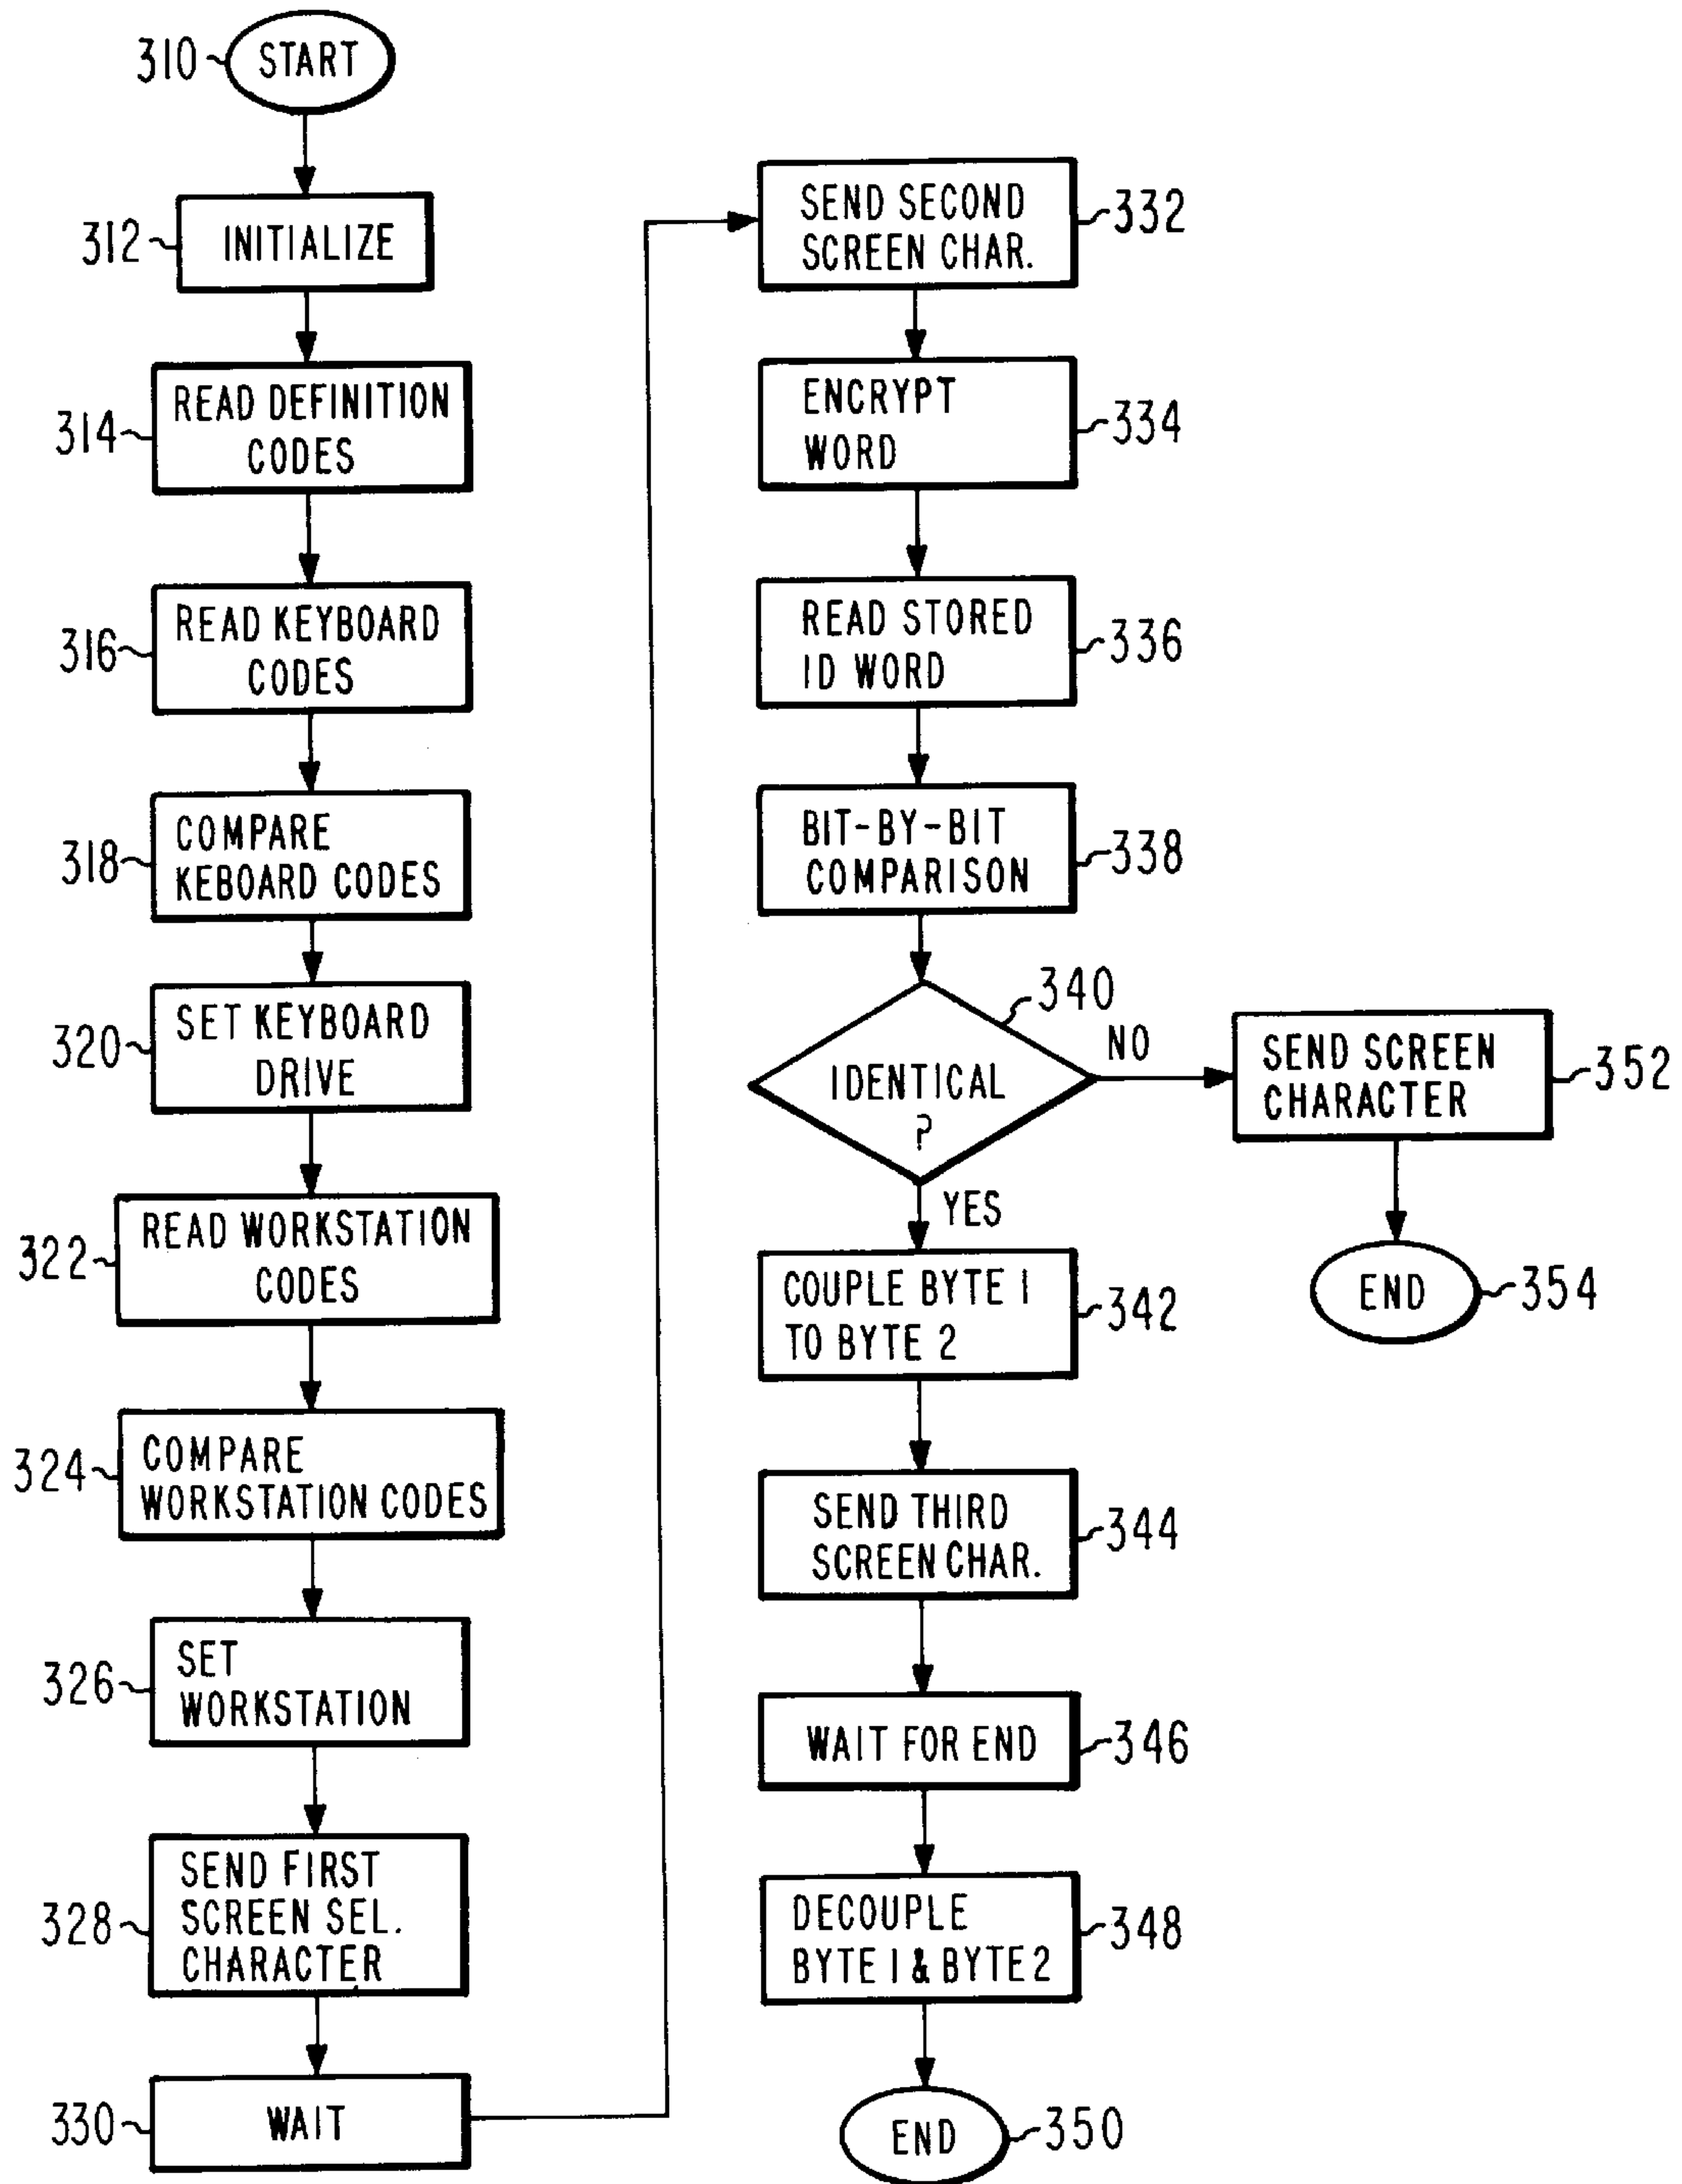 310
START
312
INITIALIZE
314
READ DEFINITION
CODES
316
READ KEYBOARD
CODES
318
COMPARE
KEBOARD CODES
320
SET KEYBOARD
DRIVE
322
READ WORKSTATION
CODES
324
COMPARE
WORKSTATION CODES
326
SET
WORKSTATION
328
SEND FIRST
SCREEN SEL.
CHARACTER
330
WAIT
SEND SECOND
SCREEN CHAR.
332
ENCRYPT
WORD
334
READ STORED
ID WORD
336
BIT-BY-BIT
COMPARISON
338
340
IDENTICAL
?
NO
SEND SCREEN
CHARACTER
352
END
354
YES
COUPLE BYTE 1
TO BYTE 2
342
SEND THIRD
SCREEN CHAR.
344
WAIT FOR END
346
DECOUPLE
BYTE 1 & BYTE 2
348
END
350